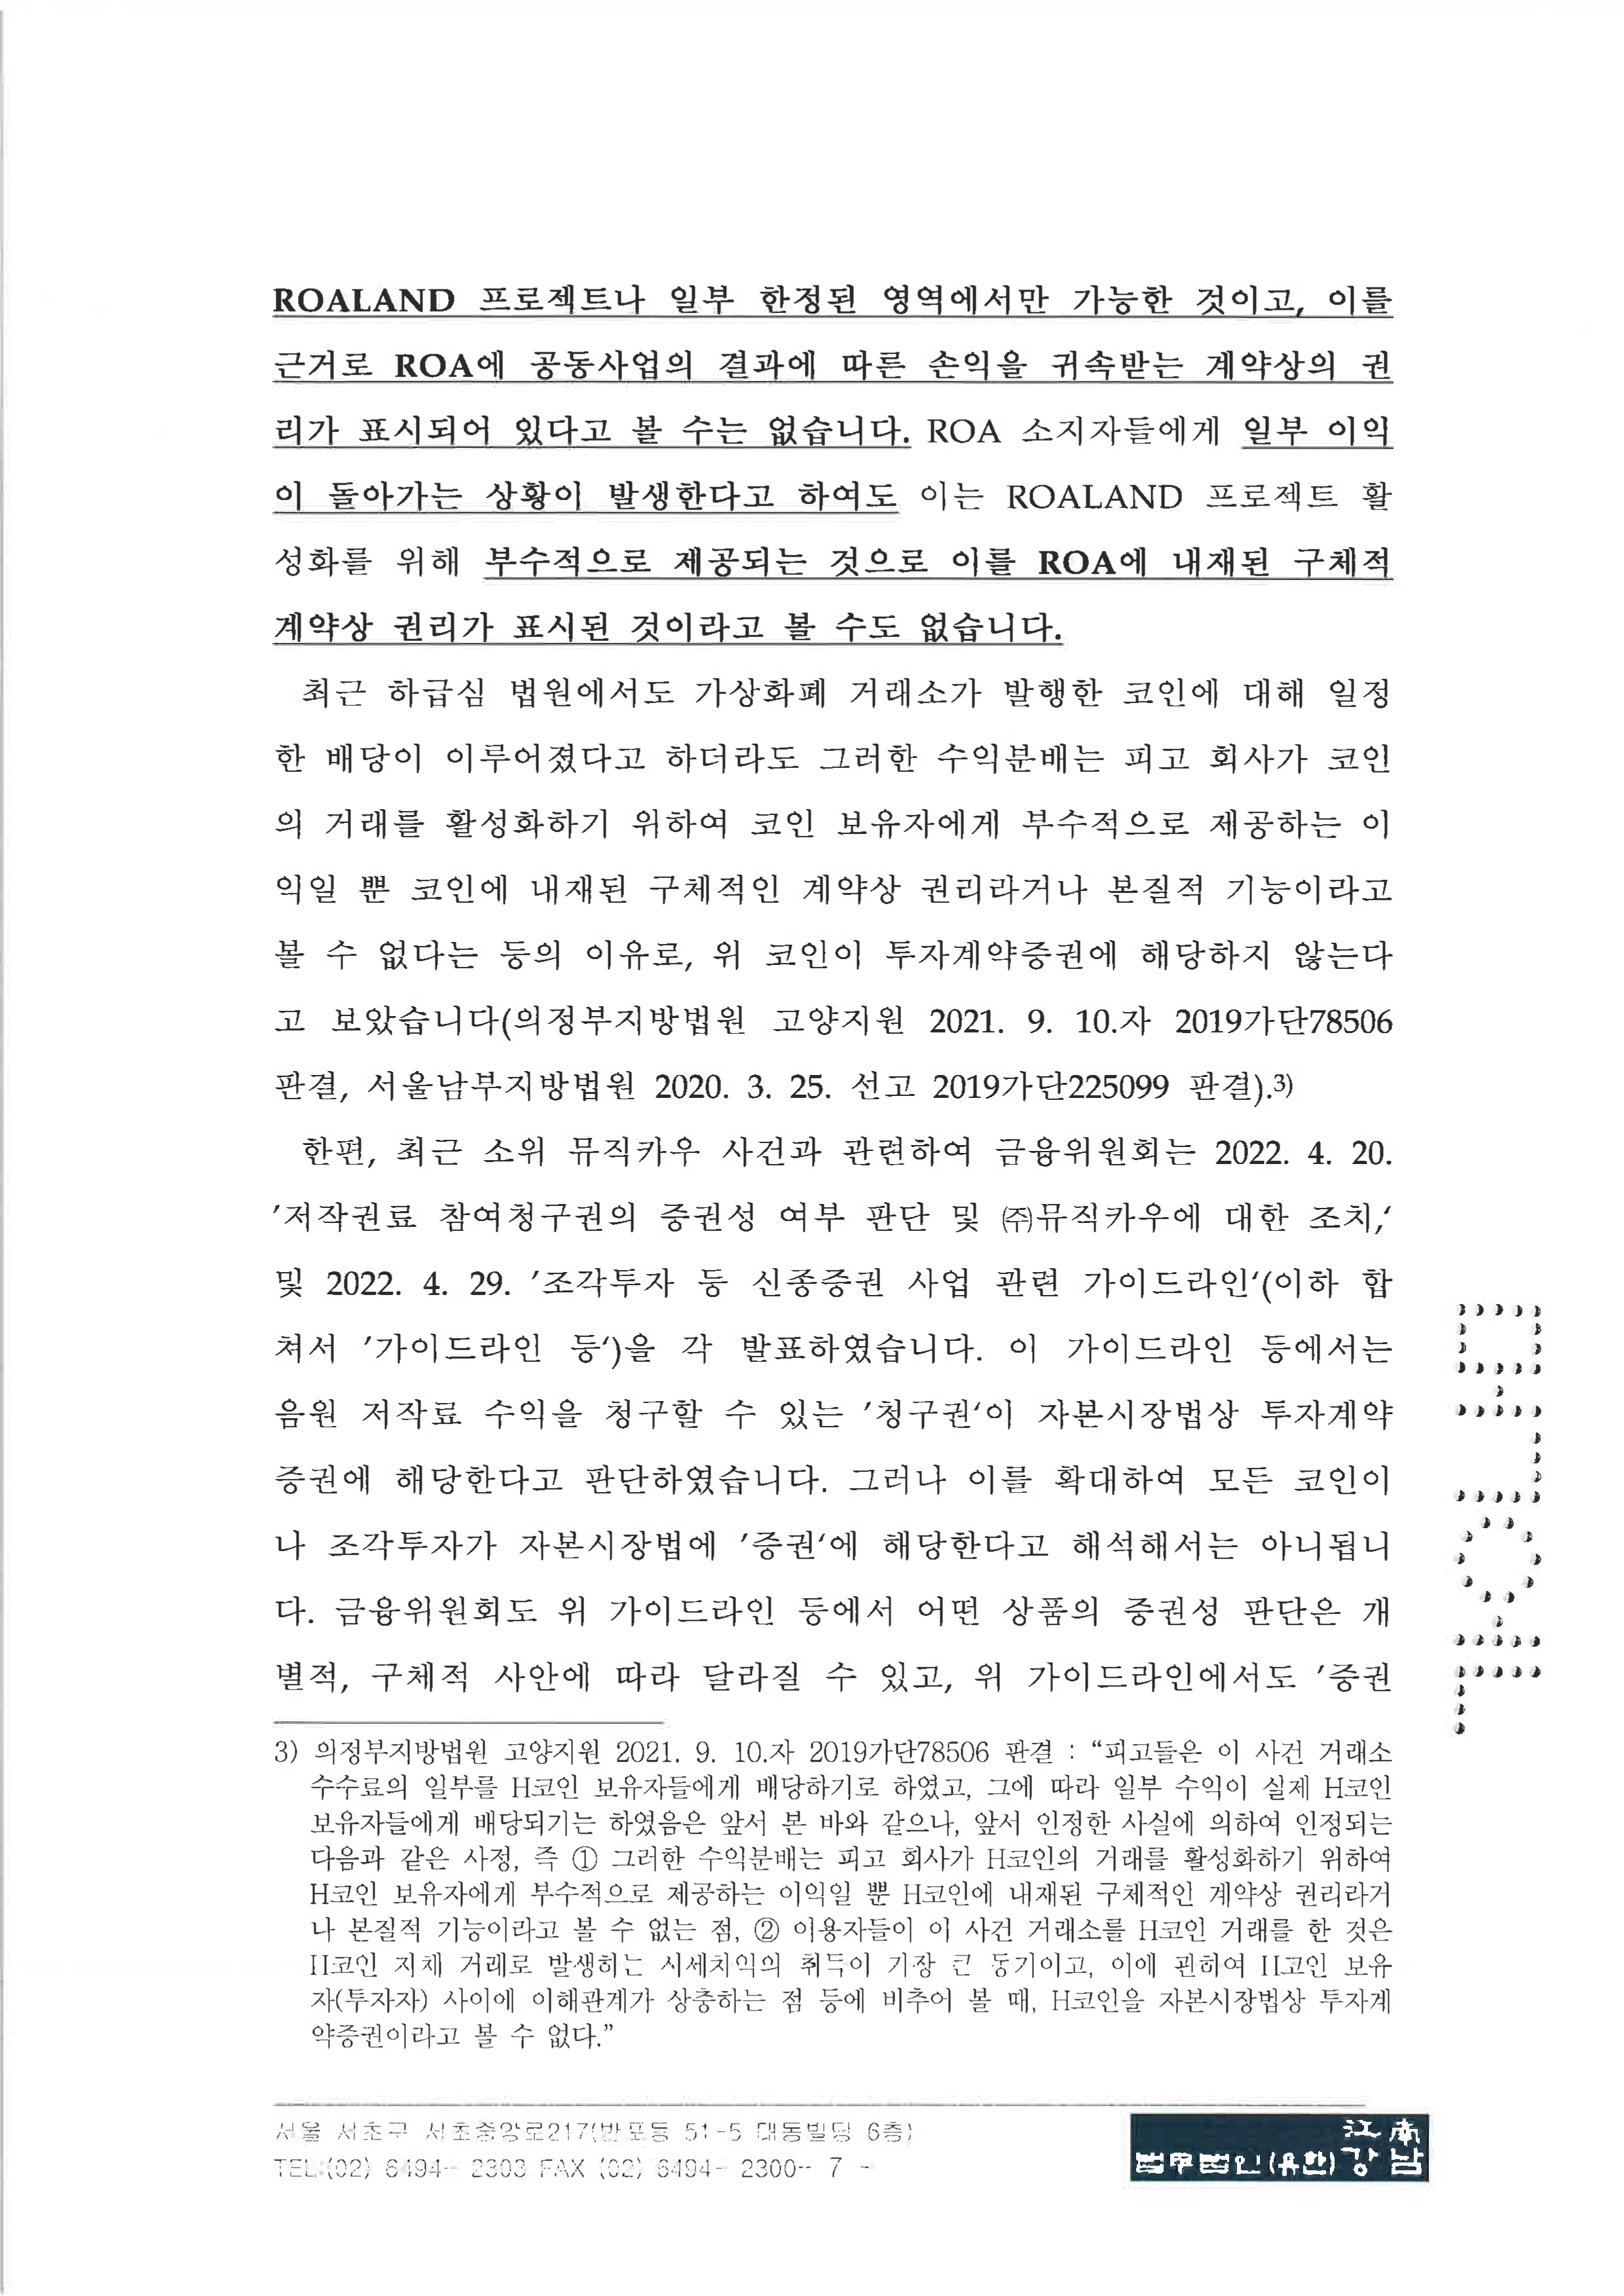 ROALAND 프로젝트나 일부 한정된 영역에서만 가능한 것이고, 이를
근거로 ROA에 공동사업의 결과에 따른 손익을 귀속받는 계약상의 권
리가 표시되어 있다고 볼 수는 없습니다. ROA 소지자들에게 일부 이익
이 돌아가는 상황이 발생한다고 하여도 이는 ROALAND 프로젝트 활
성화를 위해 부수적으로 제공되는 것으로 이를 ROA에 내재된 구체적
계약상 권리가 표시된 것이라고 볼 수도 없습니다.
최근 하급심 법원에서도 가상화폐 거래소가 발행한 코인에 대해 일정
한 배당이 이루어졌다고 하더라도 그러한 수익분배는 피고 회사가 코인
의 거래를 활성화하기 위하여 코인 보유자에게 부수적으로 제공하는 이
익일 뿐 코인에 내재된 구체적인 계약상 권리라거나 본질적 기능이라고
볼 수 없다는 등의 이유로, 위 코인이 투자계약증권에 해당하지 않는다
고 보았습니다(의정부지방법원 고양지원 2021. 9. 10.자 2019가단78506
판결, 서울남부지방법원 2020. 3. 25. 선고 2019가단225099 판결).3)
한편, 최근 소위 뮤직카우 사건과 관련하여 금융위원회는 2022. 4. 20.
'저작권료 참여청구권의 증권성 여부 판단 및 ㈜뮤직카우에 대한 조치,'
및 2022. 4. 29. '조각투자 등 신종증권 사업 관련 가이드라인'(이하 합
쳐서 '가이드라인 등')을 각 발표하였습니다. 이 가이드라인 등에서는
음원 저작료 수익을 청구할 수 있는 '청구권'이 자본시장법상 투자계약
증권에 해당한다고 판단하였습니다. 그러나 이를 확대하여 모든 코인이
나 조각투자가 자본시장법에 '증권'에 해당한다고 해석해서는 아니됩니
다. 금융위원회도 위 가이드라인 등에서 어떤 상품의 증권성 판단은 개
별적, 구체적 사안에 따라 달라질 수 있고, 위 가이드라인에서도 '증권
3) 의정부지방법원 고양지원 2021. 9. 10.자 2019가단78506 판결 : “피고들은 이 사건 거래소
수수료의 일부를 H코인 보유자들에게 배당하기로 하였고, 그에 따라 일부 수익이 실제 H코인
보유자들에게 배당되기는 하였음은 앞서 본 바와 같으나, 앞서 인정한 사실에 의하여 인정되는
다음과 같은 사정, 즉 ① 그러한 수익분배는 피고 회사가 H코인의 거래를 활성화하기 위하여
H코인 보유자에게 부수적으로 제공하는 이익일 뿐 H코인에 내재된 구체적인 계약상 권리라거
나 본질적 기능이라고 볼 수 없는 점, ② 이용자들이 이 사건 거래소를 H코인 거래를 한 것은
H코인 자체 거래로 발생하는 시세차익의 취득이 가장 큰 동기이고, 이에 관하여 H코인 보유
자(투자자) 사이에 이해관계가 상충하는 점 등에 비추어 볼 때, H코인을 자본시장법상 투자계
약증권이라고 볼 수 없다.”
서울 서초구 서초중앙로217(반포동 51-5 대동빌딩 6층)
TEL:(02) 6494- 2303 FAX (02) 6494- 2300- 7 -
江南
법무법인(유한) 강남